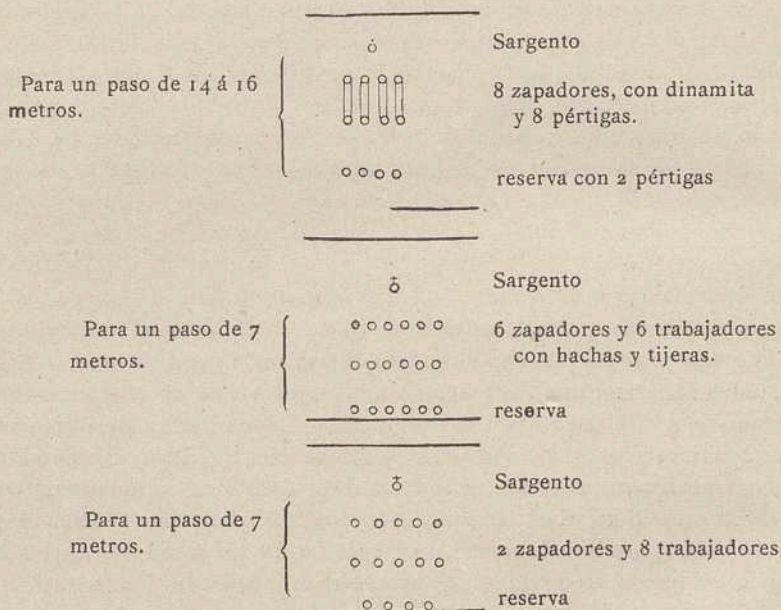 Sargento
Para un paso de 14 á 16
metros.
8 zapadores, con dinamita
y 8 pértigas.
reserva con 2 pértigas
Sargento
Para un paso de 7
metros.
6 zapadores y 6 trabajadores
con hachas y tijeras.
reserva
Sargento
Para un paso de 7
metros.
2 zapadores y 8 trabajadores
reserva